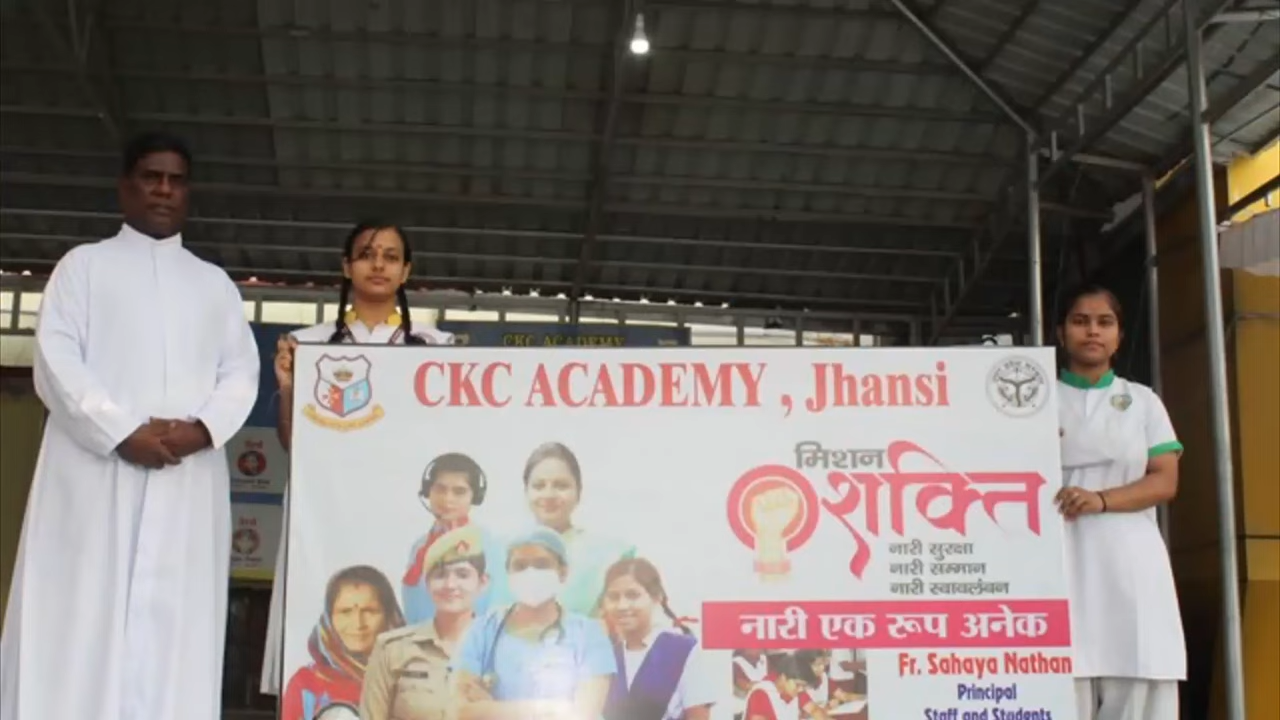 CKC ACADEMY
CKC ACADEMY , Jhansi
मिशन
शक्ति
नारी सुरक्षा
नारी सम्मान
नारी स्वावलंबन
नारी एक रूप अनेक
Fr. Sahaya Nathan
Principal
Staff and Students